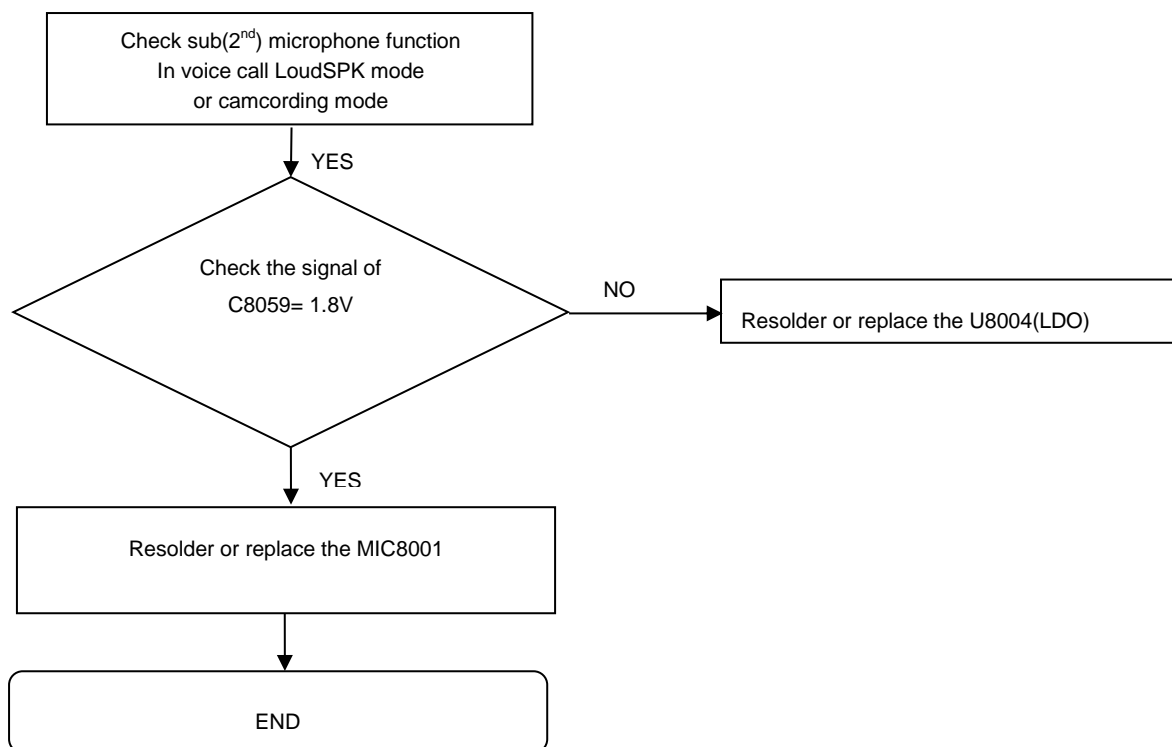 Check sub(2nd) microphone function
In voice call LoudSPK mode
or camcording mode
YES
Check the signal of
C8059= 1.8V
NO
Resolder or replace the U8004(LDO)
YES
Resolder or replace the MIC8001
END